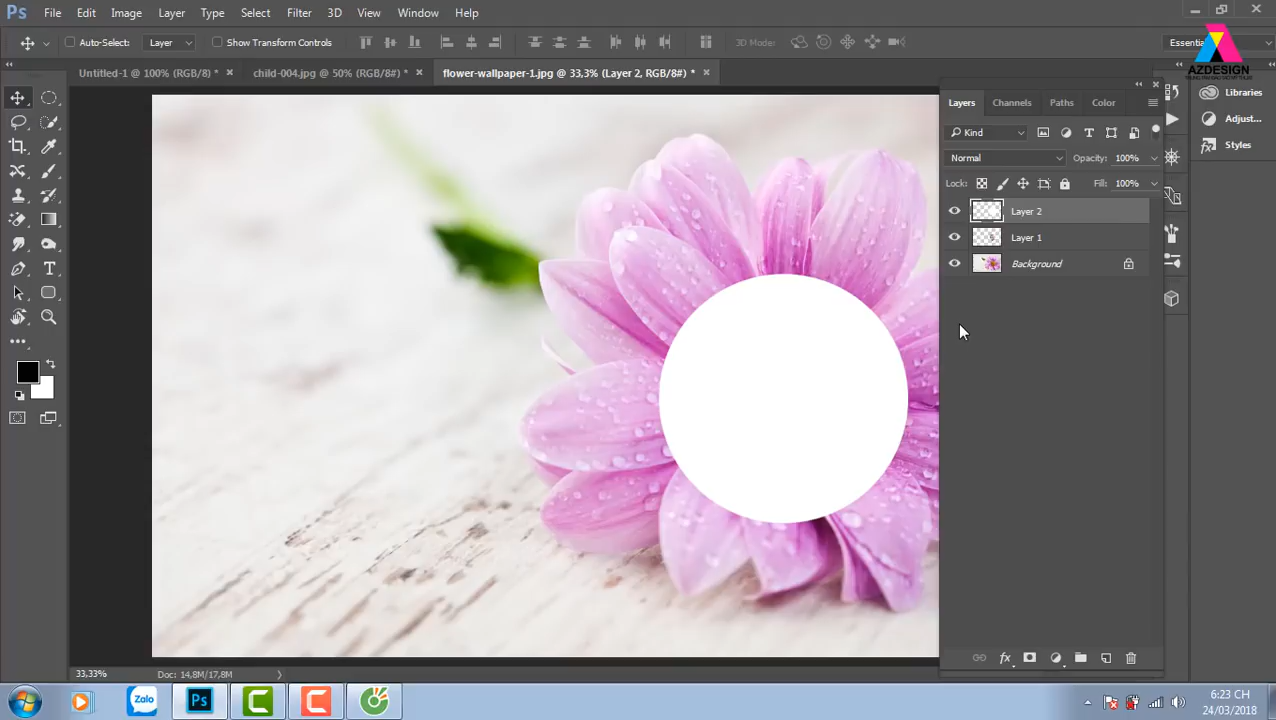 Ps File Edit Image Layer Type Select Filter 3D View Window Help
Auto-Select: Layer Show Transform Controls 3D Mode: Essenti
AZDESIGN
Untitled-1 @ 100% (RGB/8) * × child-004.jpg @ 50% (RGB/8#) * × flower-wallpaper-1.jpg @ 33,3% (Layer 2, RGB/8#) * ×
Layers Channels Paths Color
Libraries
Adjust...
Styles
Kind
Normal Opacity: 100%
Lock: Fill: 100%
Layer 2
Layer 1
Background
33,33% Doc: 14,8M/17,8M
Zalo Ps
6:23 CH
24/03/2018